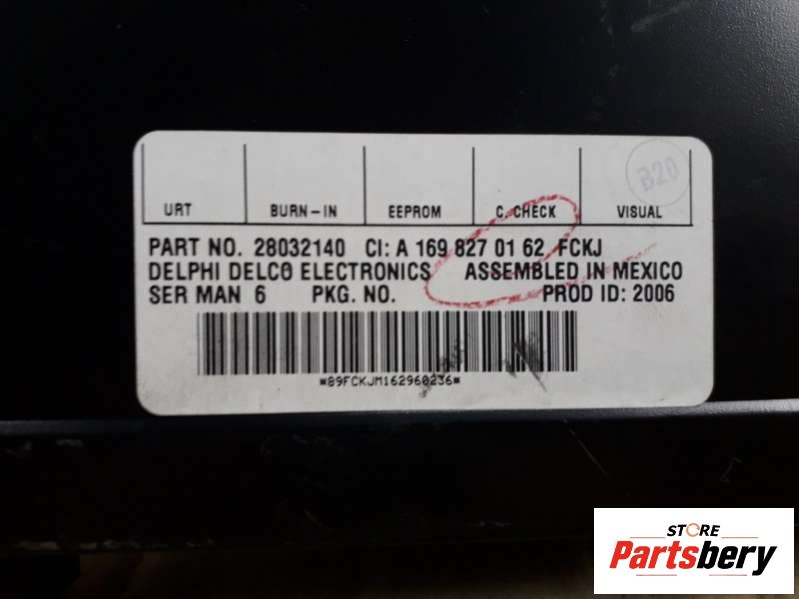 B20
URT BURN-IN EEPROM C. CHECK VISUAL
PART NO. 28032140 CI: A 169 827 01 62 FCKJ
DELPHI DELCO ELECTRONICS ASSEMBLED IN MEXICO
SER MAN 6 PKG. NO. PROD ID: 2006
*89FCKJM162960236*
STORE
Partsbery